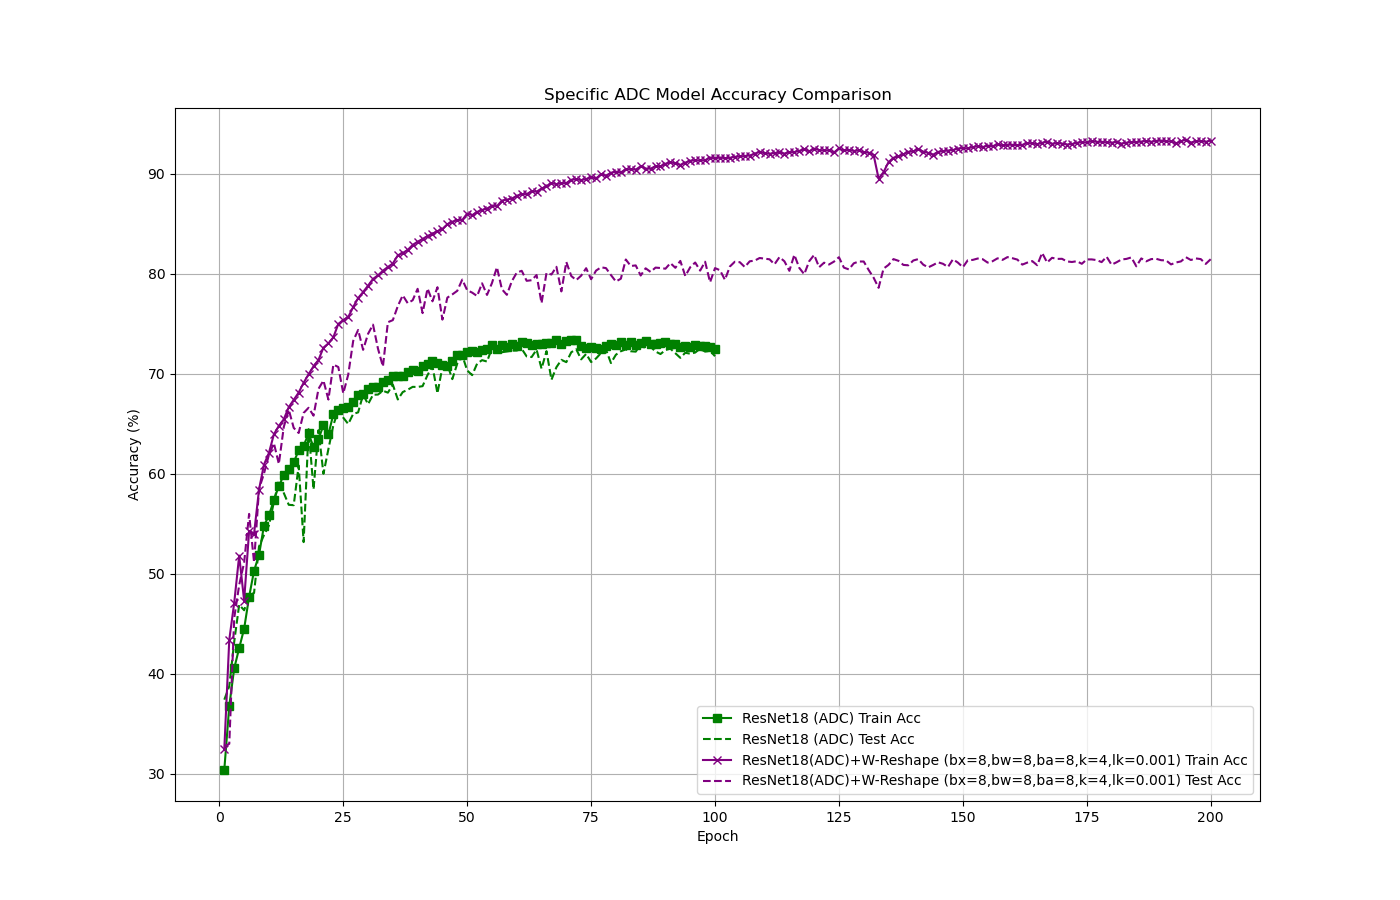 Specific ADC Model Accuracy Comparison
Accuracy (%)
90
80
70
60
50
40
30
0 25 50 75 100 125 150 175 200
Epoch
ResNet18 (ADC) Train Acc
ResNet18 (ADC) Test Acc
ResNet18(ADC)+W-Reshape (bx=8,bw=8,ba=8,k=4,lk=0.001) Train Acc
ResNet18(ADC)+W-Reshape (bx=8,bw=8,ba=8,k=4,lk=0.001) Test Acc